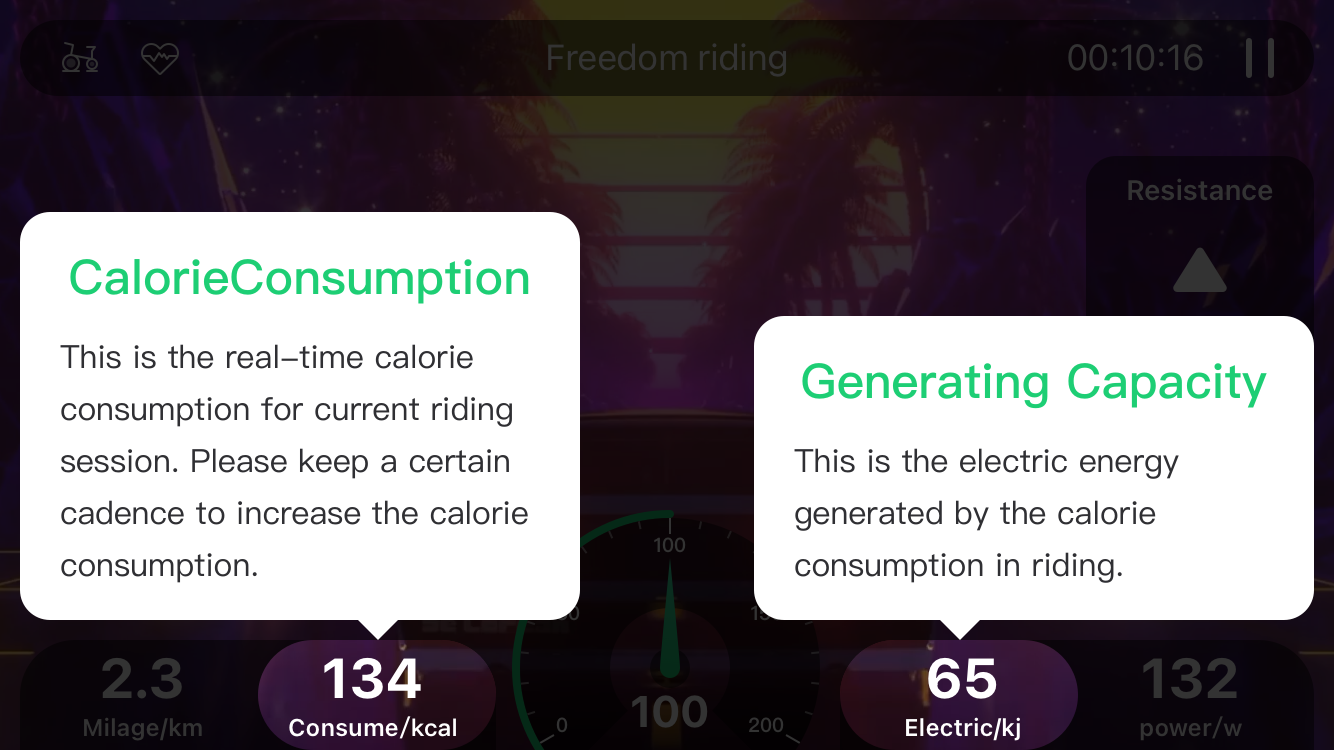 Freedom riding
00:10:16
Resistance
CalorieConsumption
This is the real-time calorie
consumption for current riding
session. Please keep a certain
cadence to increase the calorie
consumption.
Generating Capacity
This is the electric energy
generated by the calorie
consumption in riding.
100
0
100
200
2.3
Milage/km
134
Consume/kcal
65
Electric/kj
132
power/w